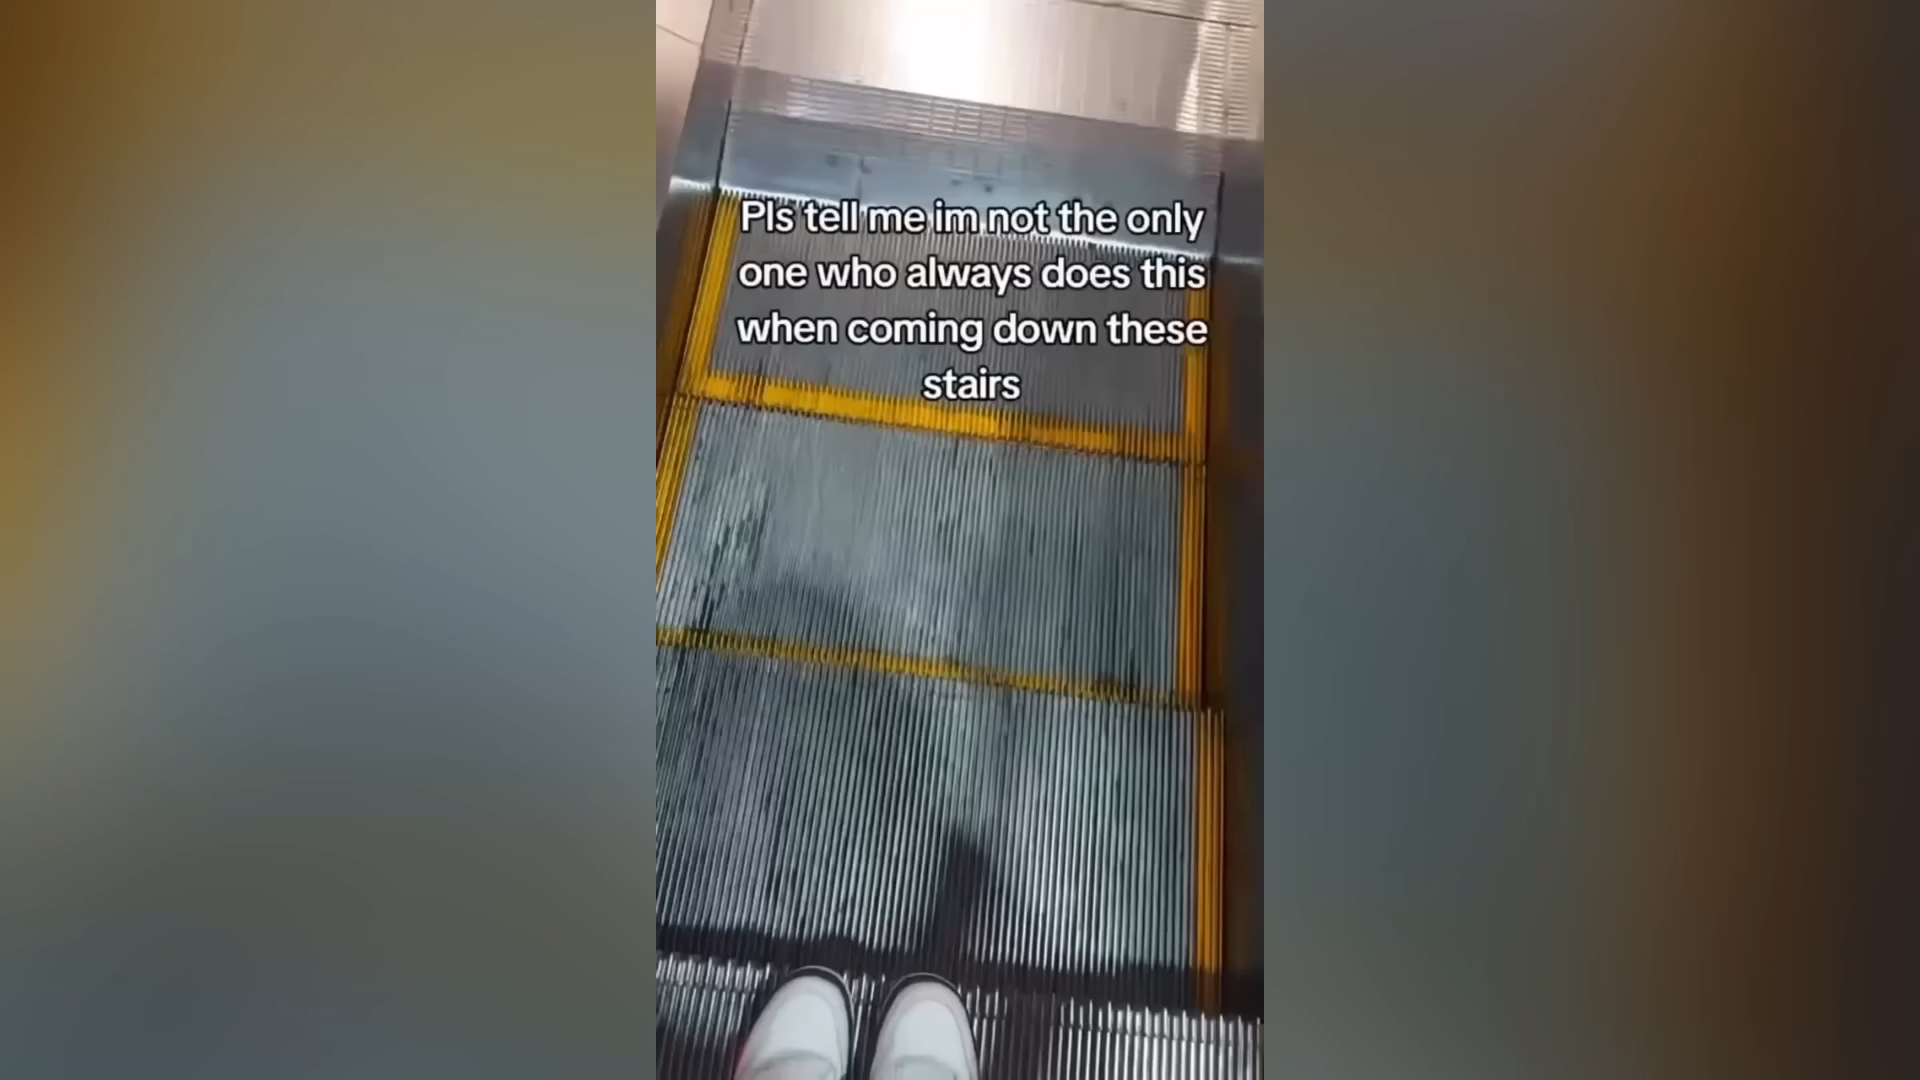 Pls tell me im not the only
one who always does this
when coming down these
stairs